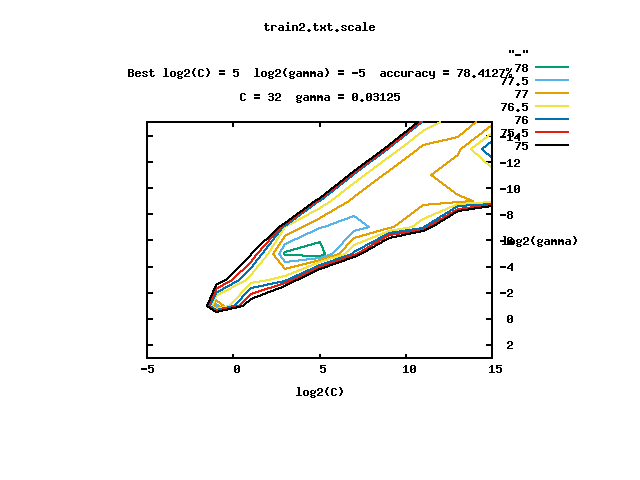 train2.txt.scale
"-"
Best log2(C) = 5 log2(gamma) = -5 accuracy = 78.4127%
C = 32 gamma = 0.03125
78
77.5
77
76.5
76
75.5
75
-14
-12
-10
-8
-6
-4
-2
0
2
log2(gamma)
-5 0 5 10 15
log2(C)